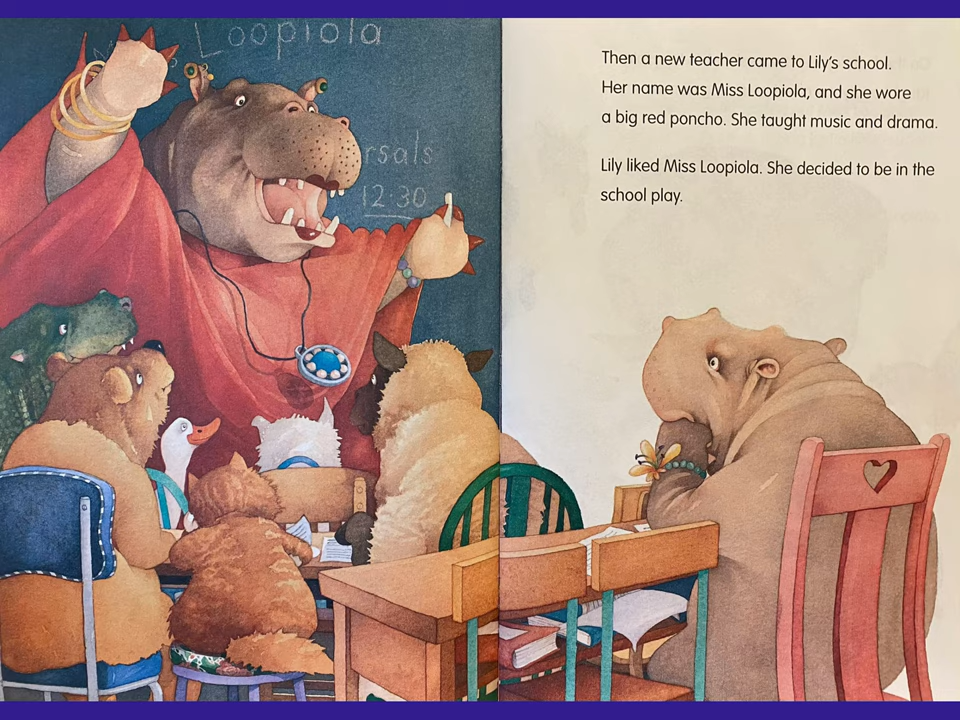 Loopiola
rsals
12:30
Then a new teacher came to Lily's school.
Her name was Miss Loopiola, and she wore
a big red poncho. She taught music and drama.
Lily liked Miss Loopiola. She decided to be in the
school play.